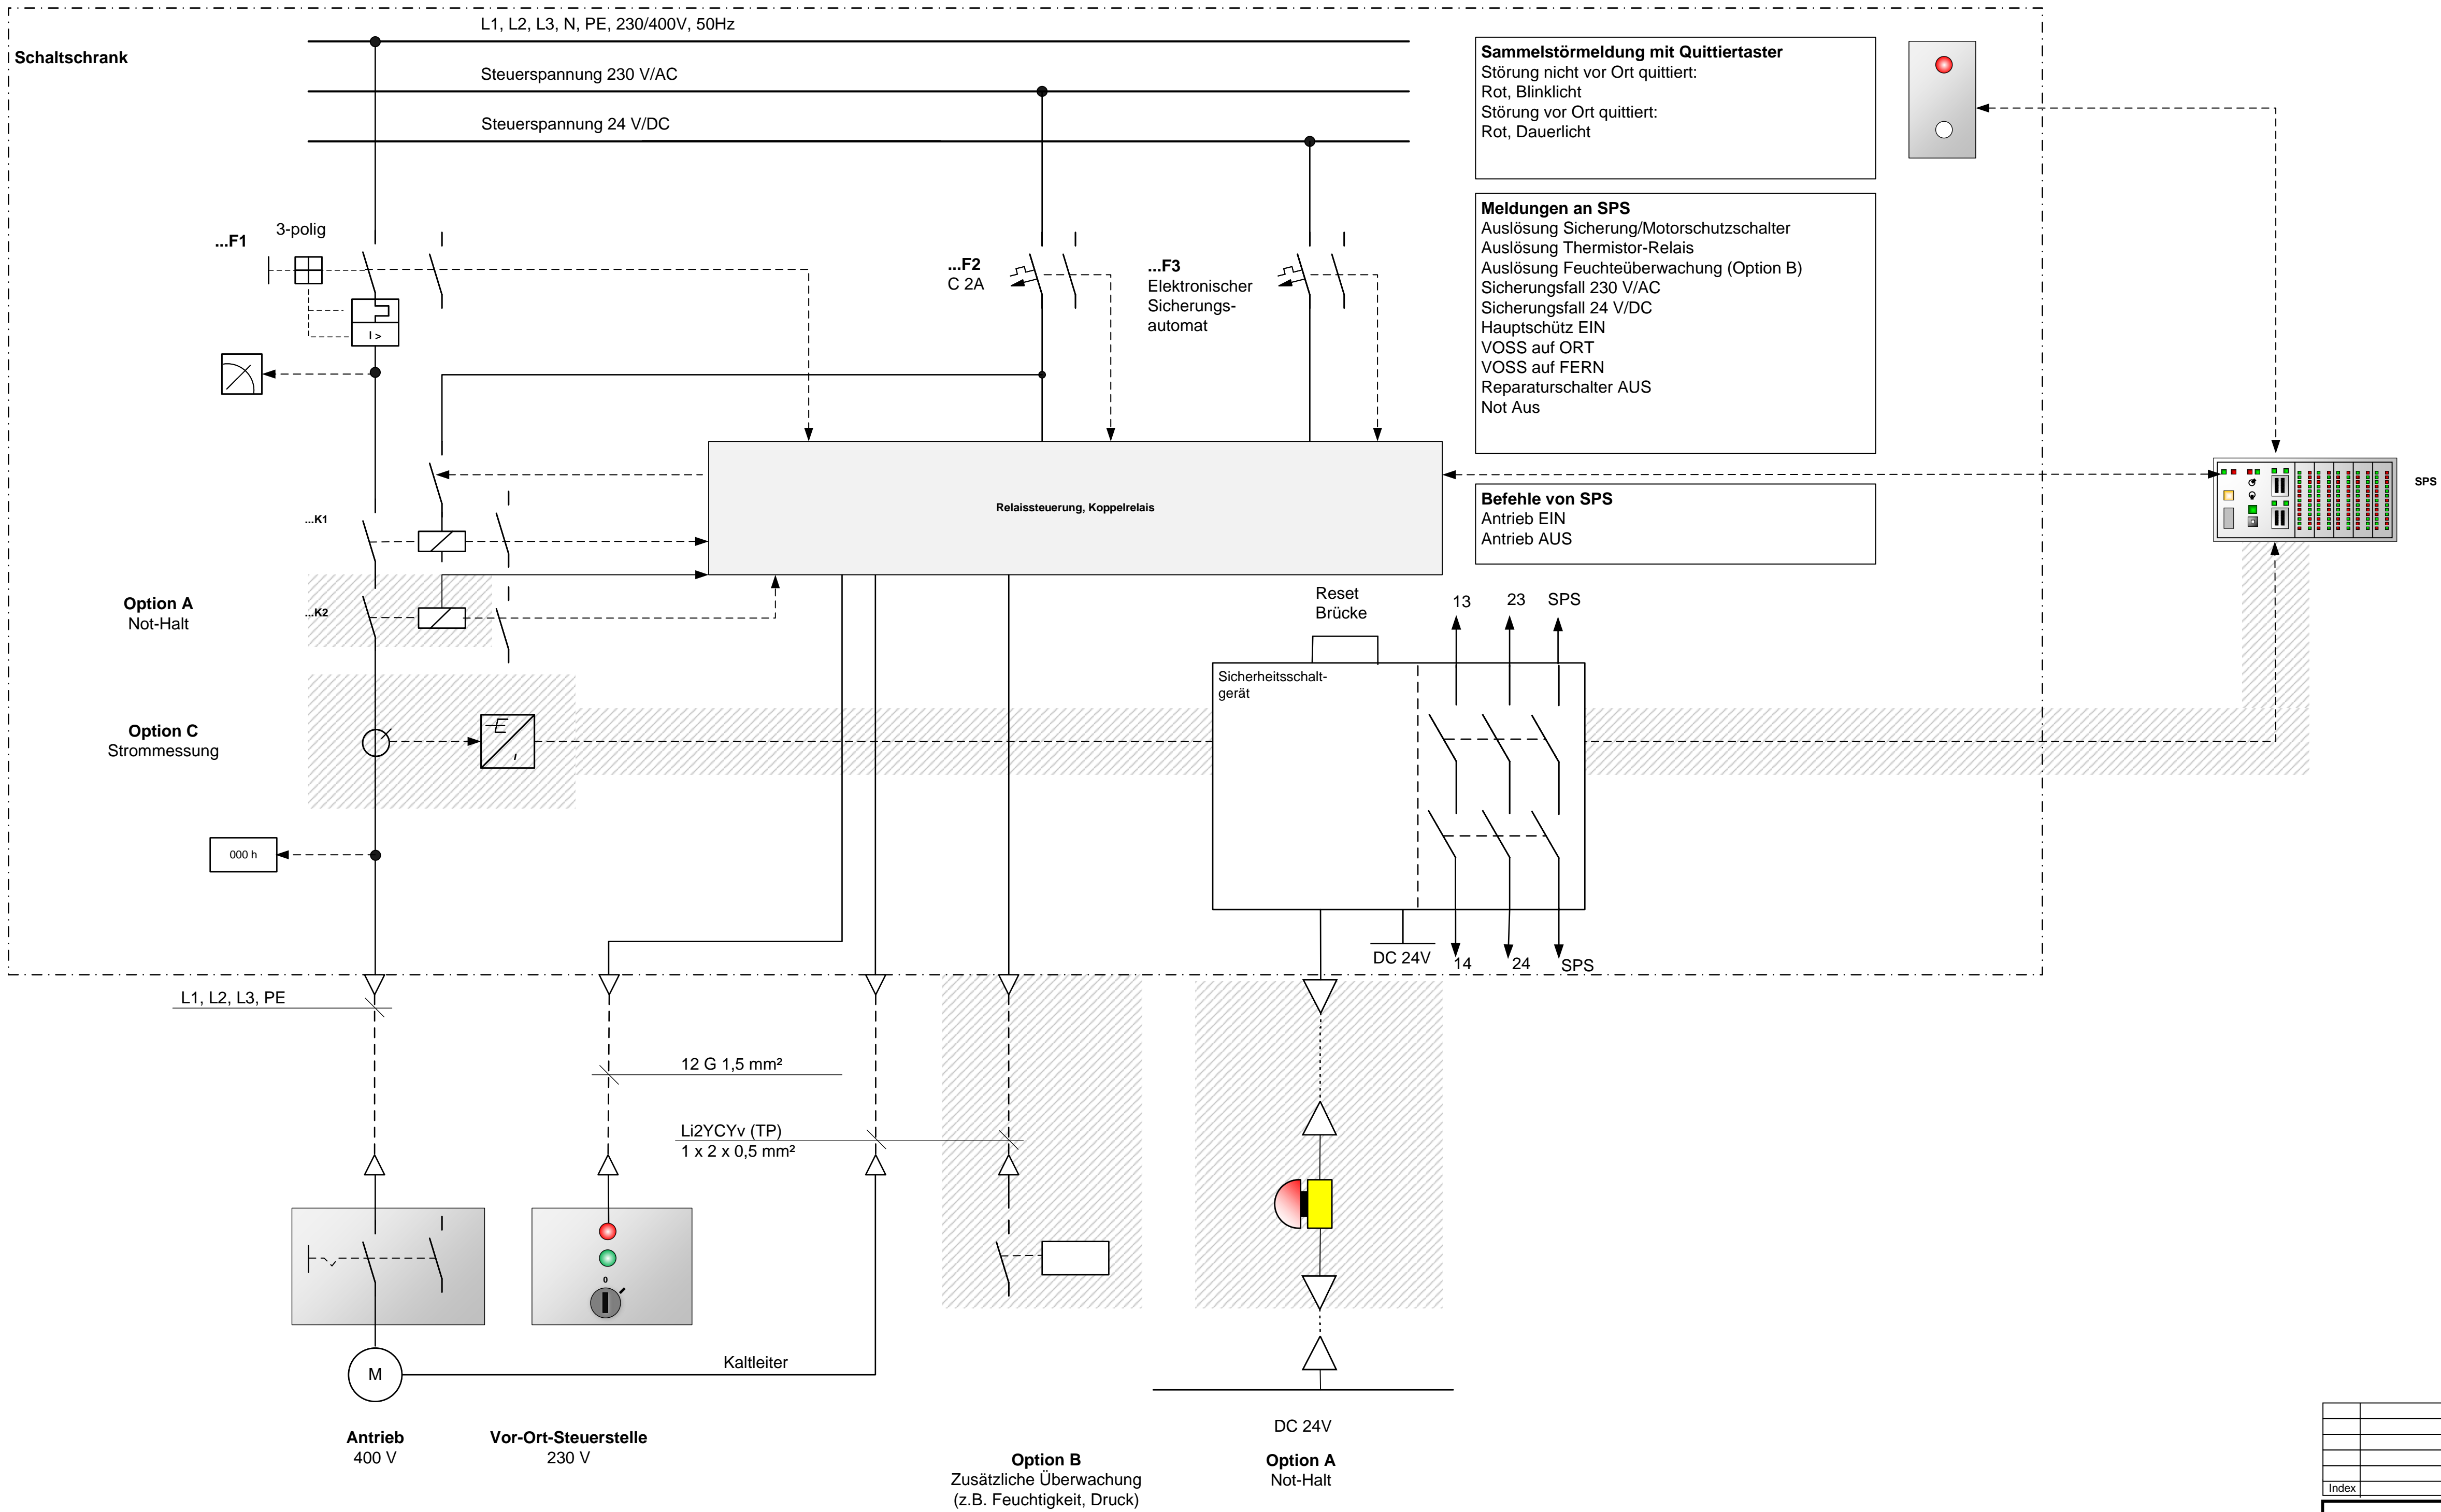 L1, L2, L3, N, PE, 230/400V, 50Hz
Schaltschrank
Steuerspannung 230 V/AC
Steuerspannung 24 V/DC
Sammelstörmeldung mit Quittiertaster
Störung nicht vor Ort quittiert:
Rot, Blinklicht
Störung vor Ort quittiert:
Rot, Dauerlicht
Meldungen an SPS
Auslösung Sicherung/Motorschutzschalter
Auslösung Thermistor-Relais
Auslösung Feuchteüberwachung (Option B)
Sicherungsfall 230 V/AC
Sicherungsfall 24 V/DC
Hauptschütz EIN
VOSS auf ORT
VOSS auf FERN
Reparaturschalter AUS
Not Aus
...F1
3-polig
I >
...F2
C 2A
...F3
Elektronischer
Sicherungs-
automat
Relaissteuerung, Koppelrelais
Befehle von SPS
Antrieb EIN
Antrieb AUS
SPS
...K1
Option A
Not-Halt
...K2
Reset
Brücke
13
23
SPS
Sicherheitsschalt-
gerät
Option C
Strommessung
E
I
000 h
DC 24V
14
24
SPS
L1, L2, L3, PE
12 G 1,5 mm²
Li2YCYv (TP)
1 x 2 x 0,5 mm²
0
M
Kaltleiter
Antrieb
400 V
Vor-Ort-Steuerstelle
230 V
Option B
Zusätzliche Überwachung
(z.B. Feuchtigkeit, Druck)
DC 24V
Option A
Not-Halt
Index